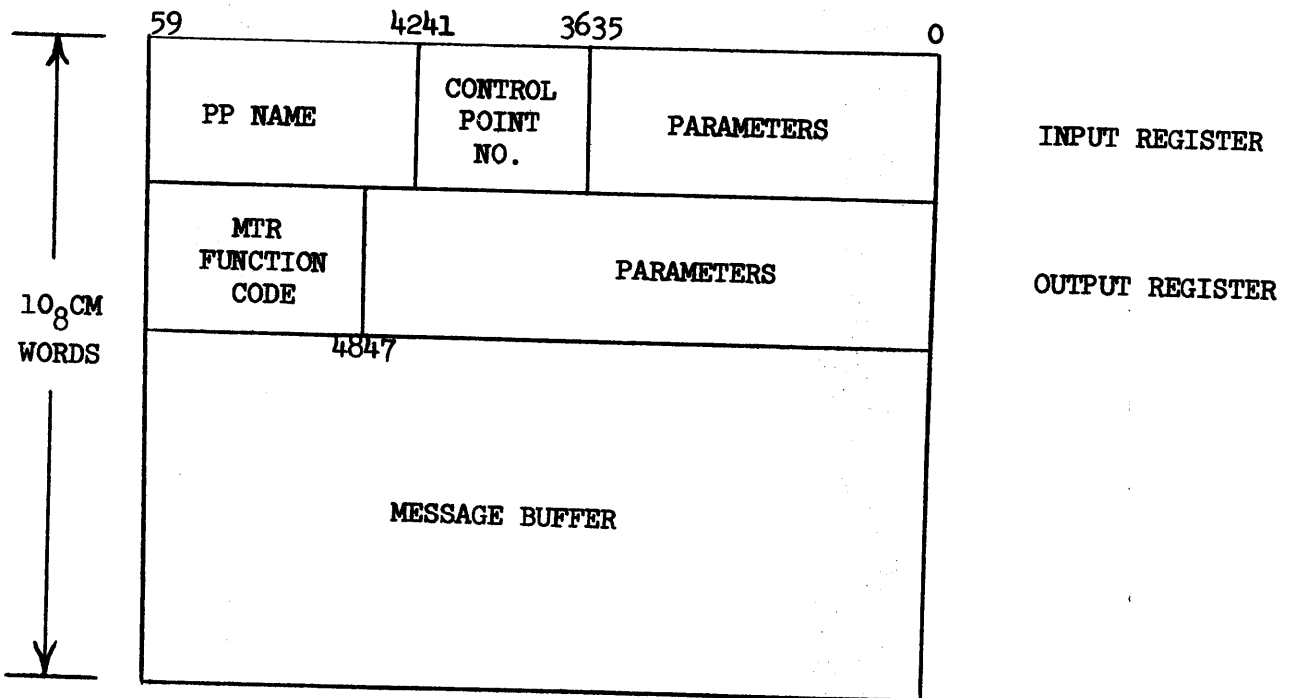 59 4241 3635 0
PP NAME
CONTROL
POINT
NO.
PARAMETERS
INPUT REGISTER
MTR
FUNCTION
CODE
PARAMETERS
OUTPUT REGISTER
10₈CM
WORDS
4847
MESSAGE BUFFER